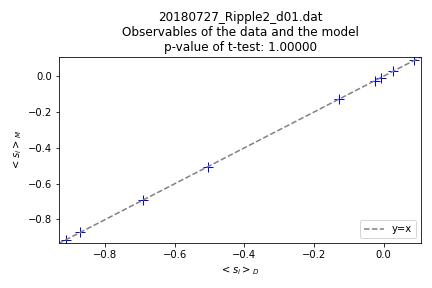 20180727_Ripple2_d01.dat
Observables of the data and the model
p-value of t-test: 1.00000
0.0
−0.2
−0.4
−0.6
−0.8
< s_i >_M
y=x
−0.8
−0.6
−0.4
−0.2
0.0
< s_i >_D